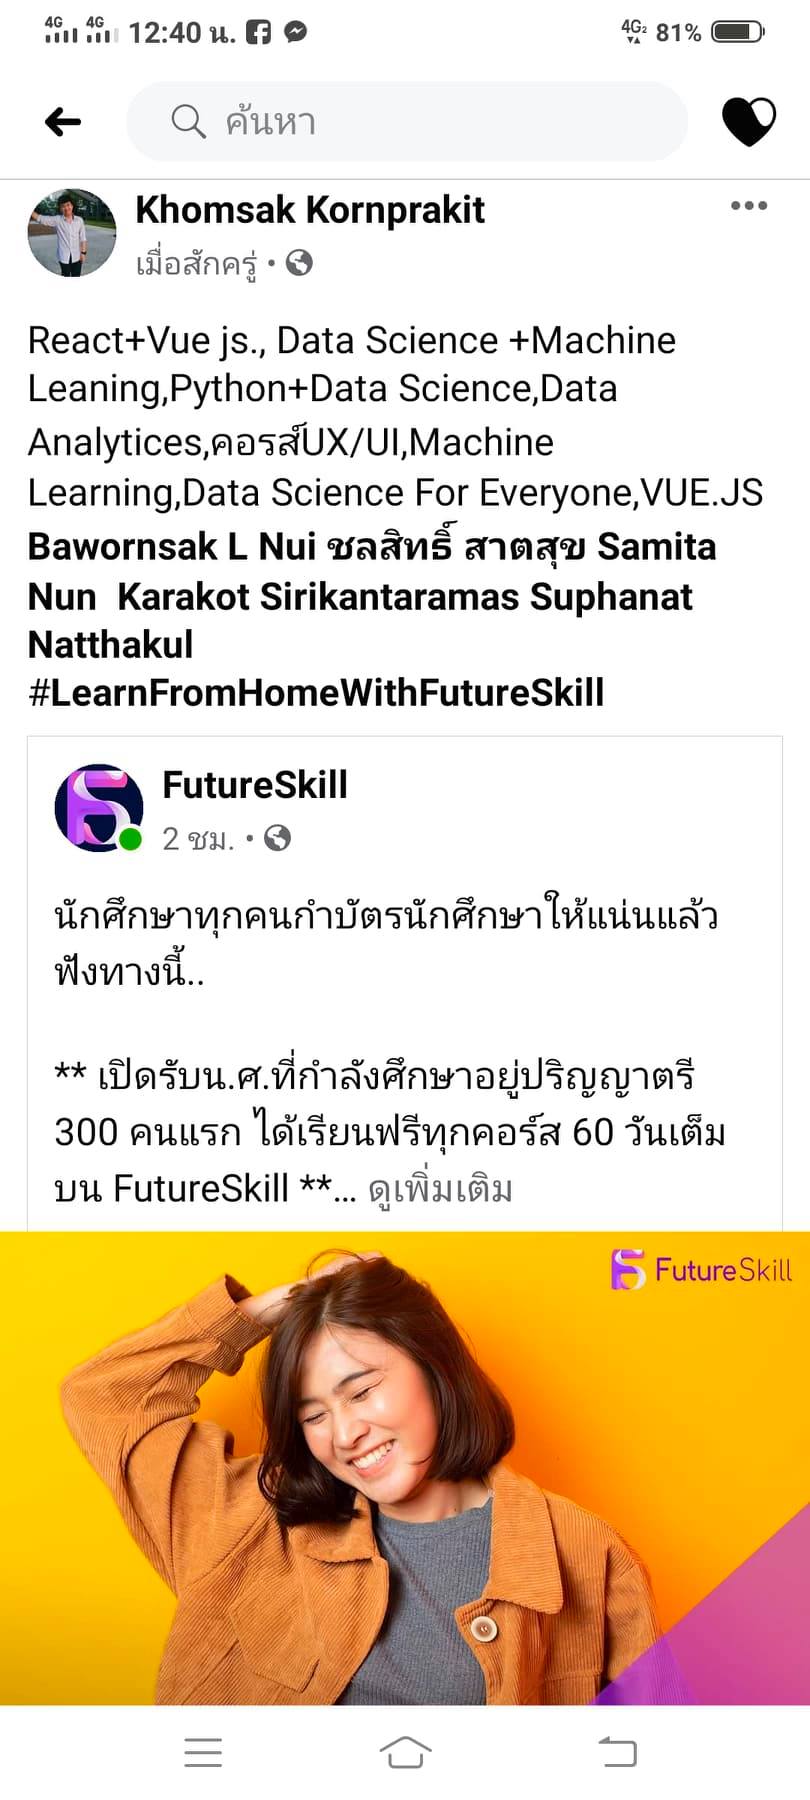 4G 4G 12:40 น. 4G2 81%
ค้นหา
Khomsak Kornprakit
เมื่อสักครู่ •
React+Vue js., Data Science +Machine
Leaning,Python+Data Science,Data
Analytices,คอรส์UX/UI,Machine
Learning,Data Science For Everyone,VUE.JS
Bawornsak L Nui ชลสิทธิ์ สาตสุข Samita
Nun Karakot Sirikantaramas Suphanat
Natthakul
#LearnFromHomeWithFutureSkill
FutureSkill
2 ชม. •
นักศึกษาทุกคนกำบัตรนักศึกษาให้แน่นแล้ว
ฟังทางนี้..
** เปิดรับน.ศ.ที่กำลังศึกษาอยู่ปริญญาตรี
300 คนแรก ได้เรียนฟรีทุกคอร์ส 60 วันเต็ม
บน FutureSkill **... ดูเพิ่มเติม
FutureSkill